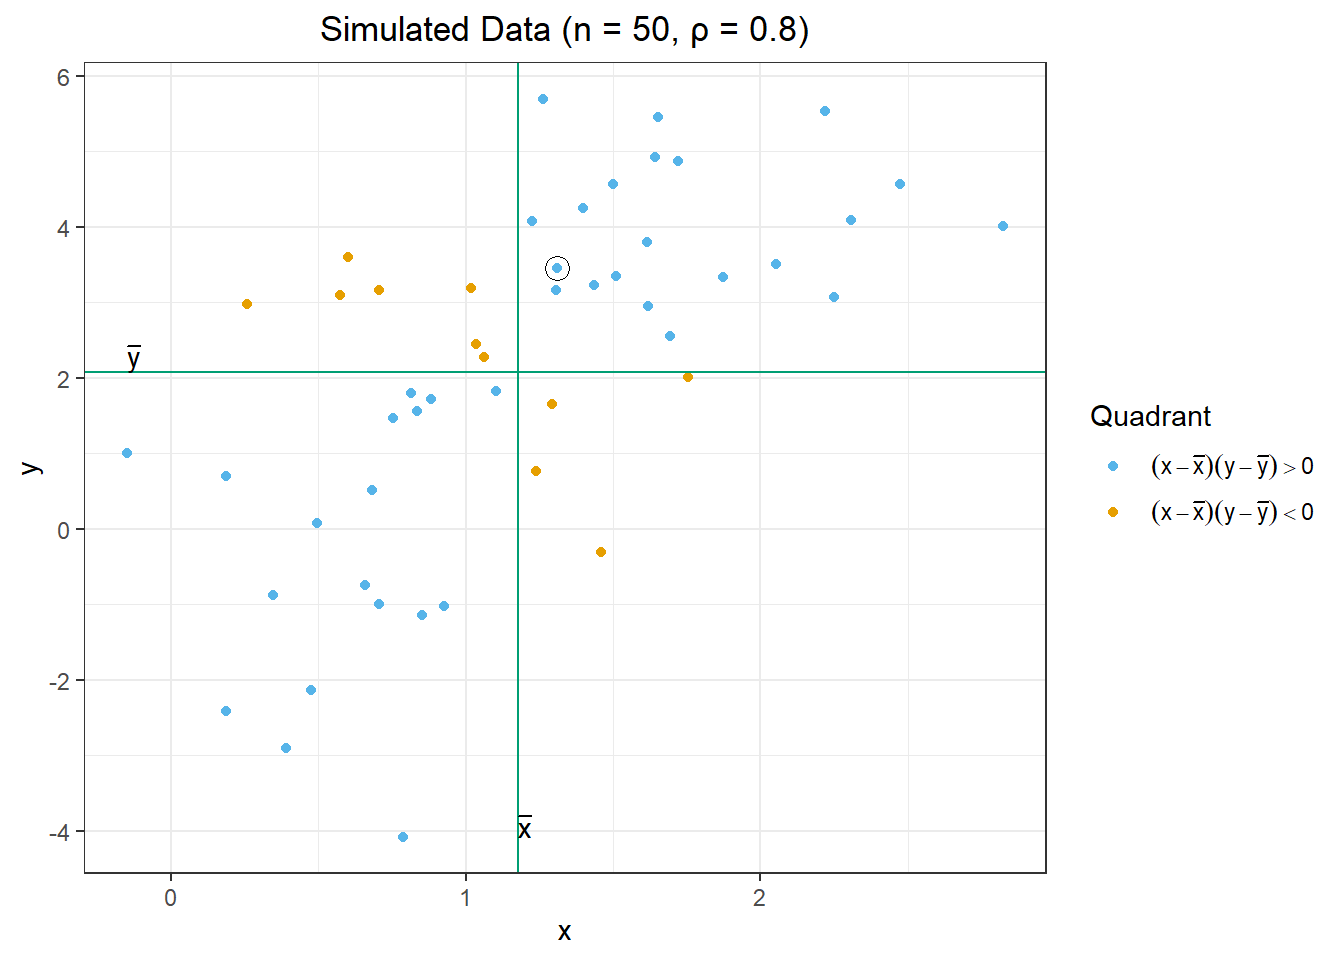 Simulated Data (n = 50, ρ = 0.8)
6
4
2
0
-2
-4
y
y̅
x̅
0 1 2
x
Quadrant
(x − x̅)(y − y̅) > 0
(x − x̅)(y − y̅) < 0